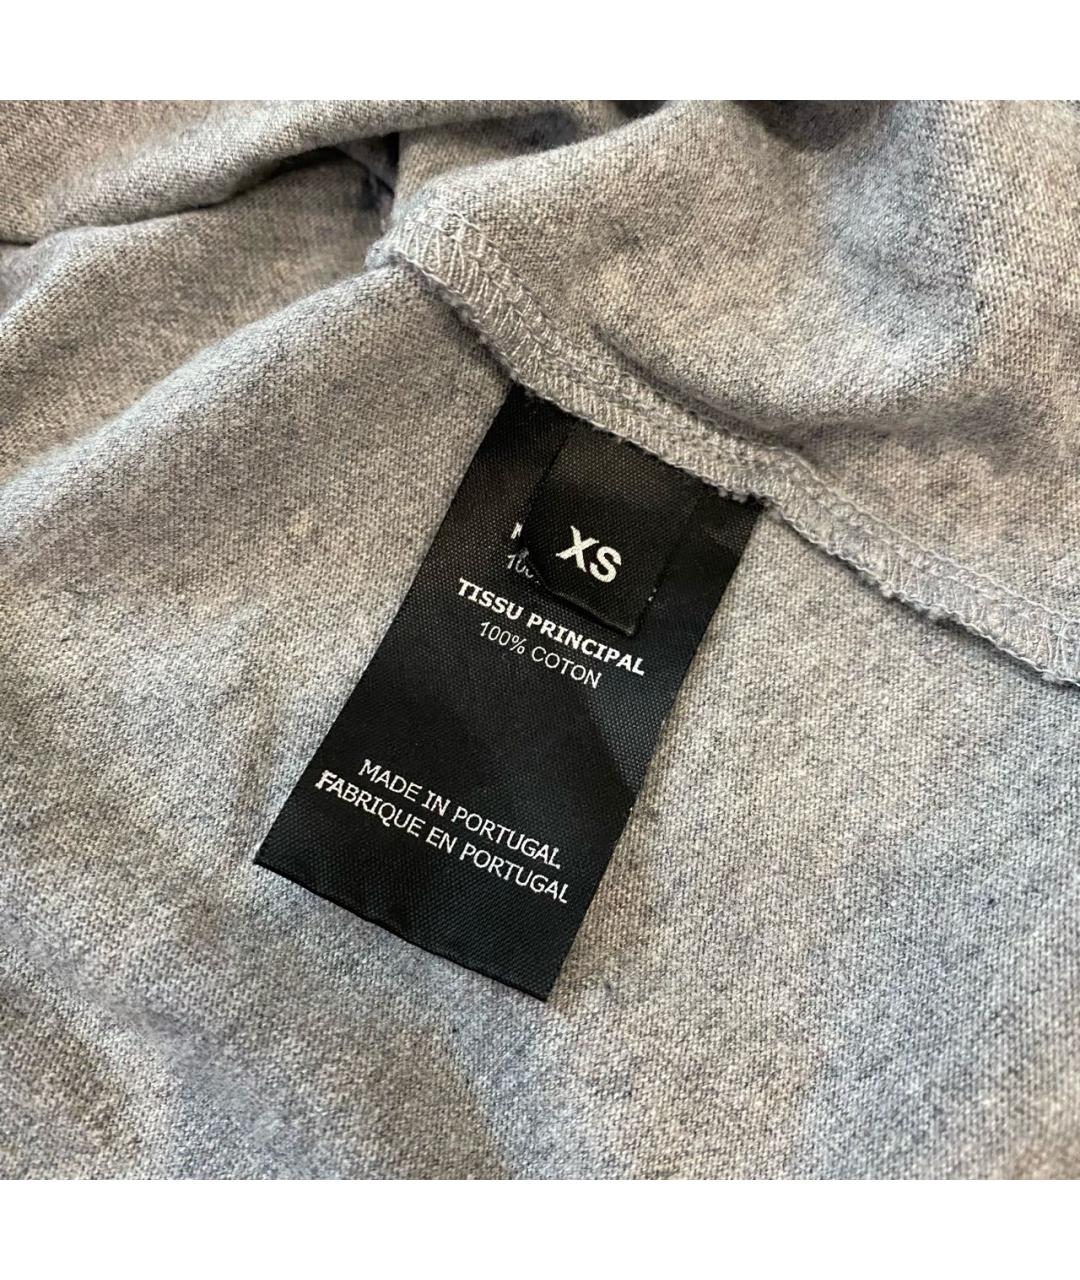 XS
TISSU PRINCIPAL
100% COTON
MADE IN PORTUGAL
FABRIQUE EN PORTUGAL